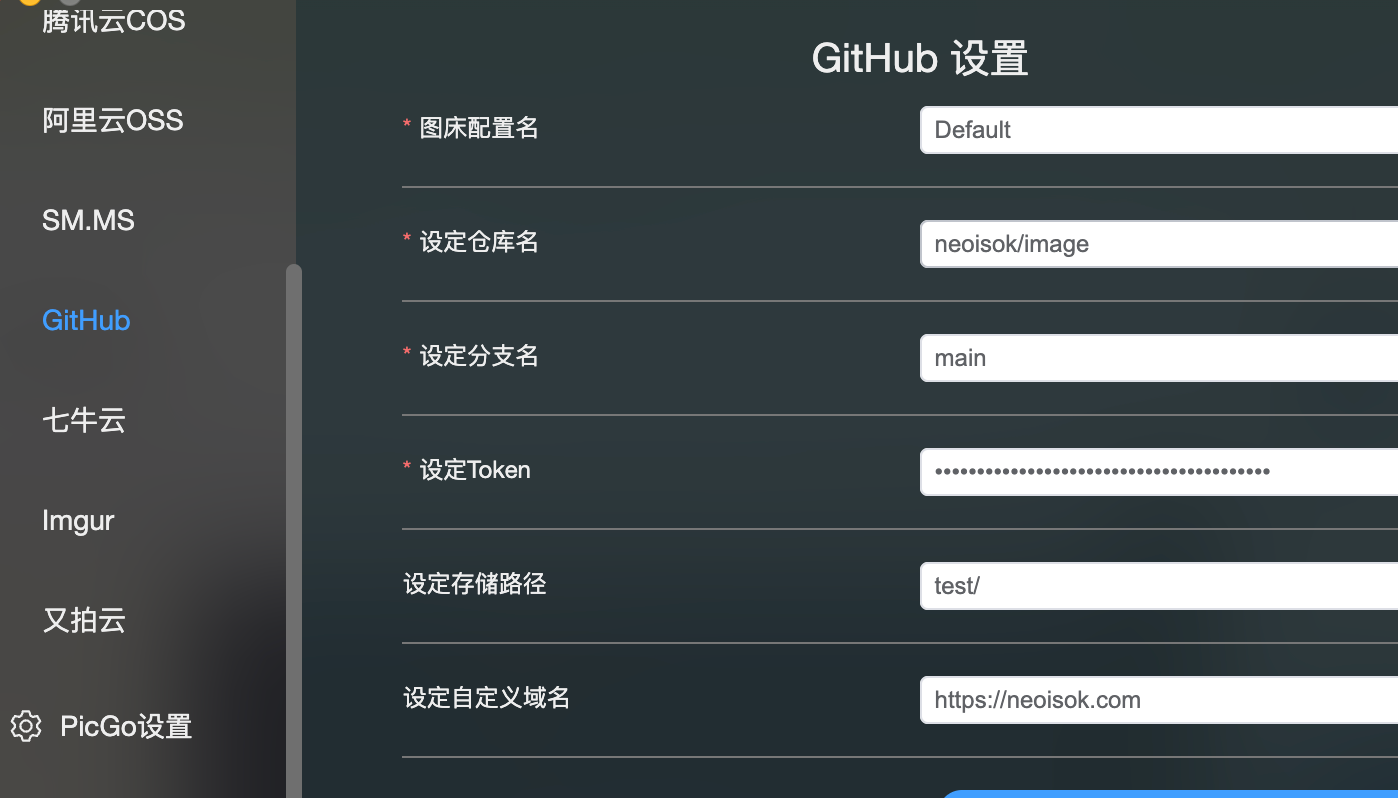 腾讯云COS
阿里云OSS
SM.MS
GitHub
七牛云
Imgur
又拍云
PicGo设置
GitHub 设置
* 图床配置名
Default
* 设定仓库名
neoisok/image
* 设定分支名
main
* 设定Token
••••••••••••••••••••••••••••••••••••••••
设定存储路径
test/
设定自定义域名
https://neoisok.com